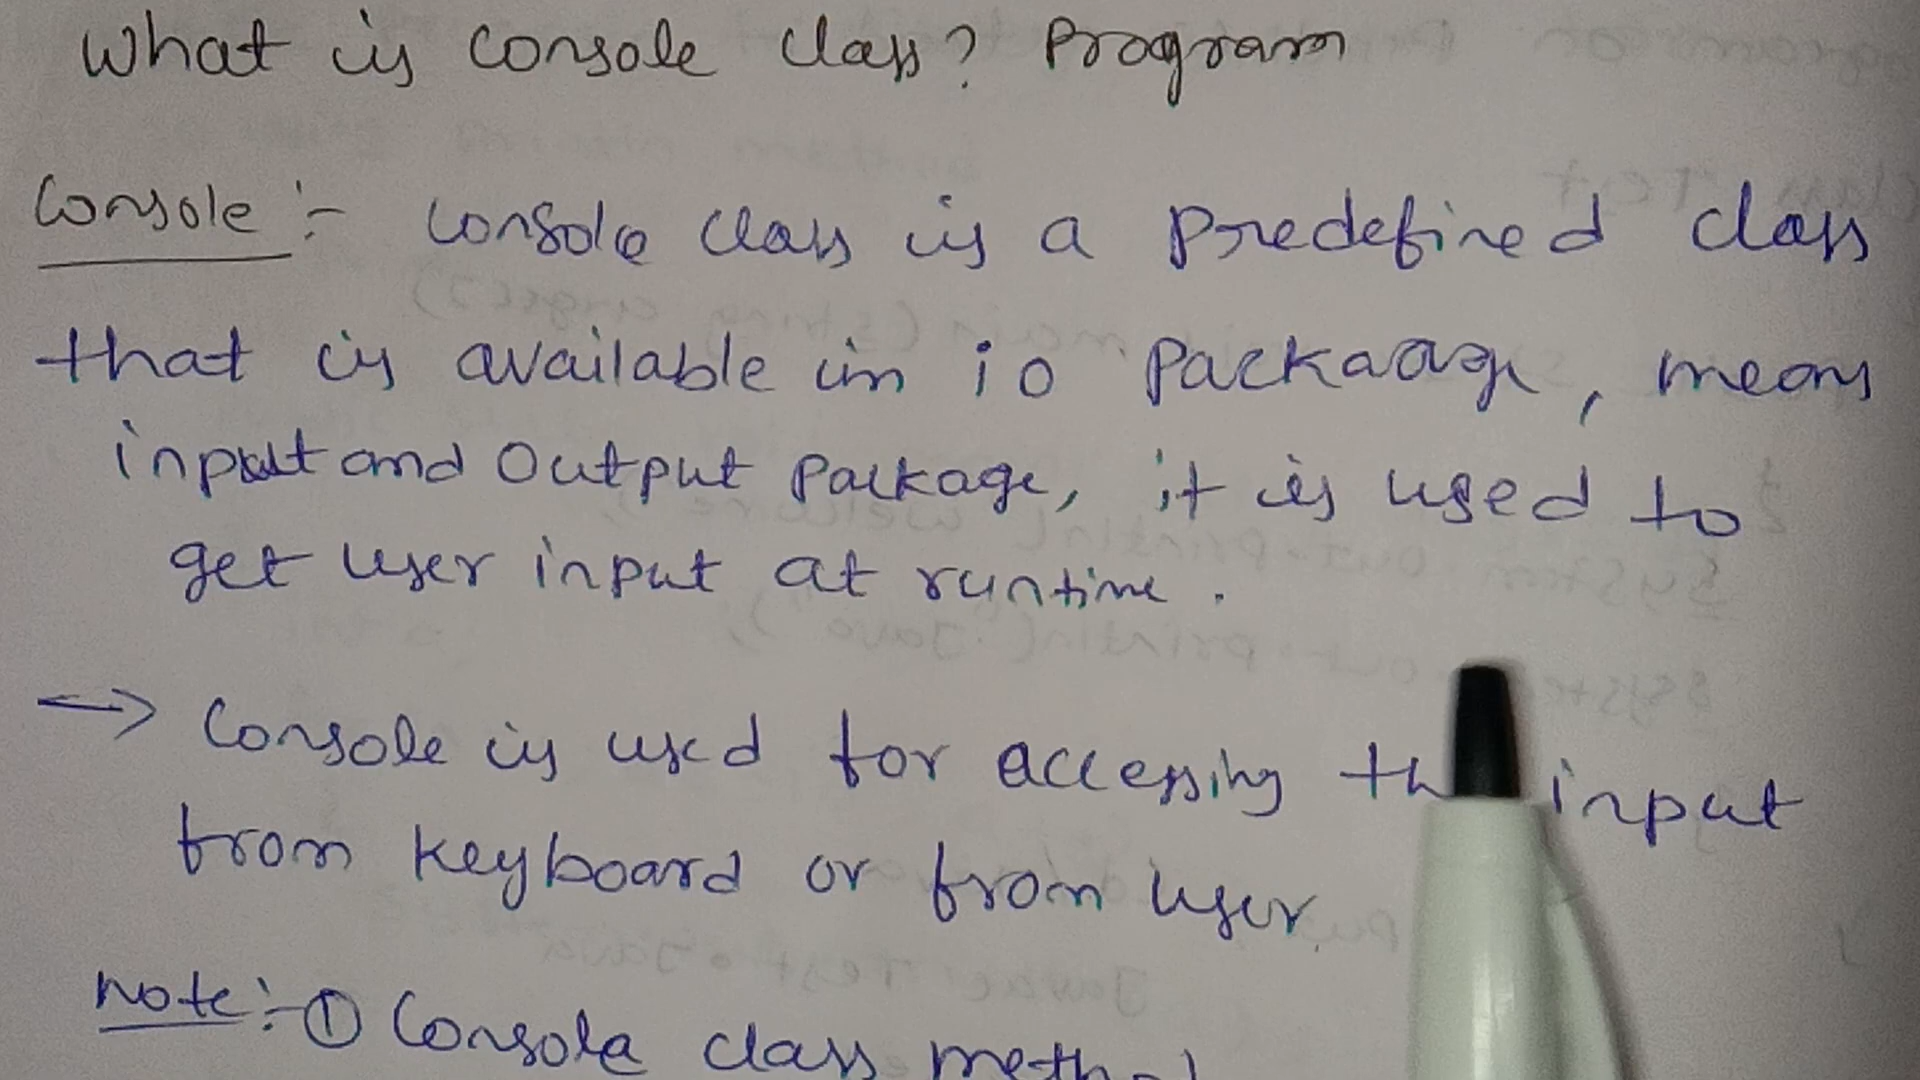 What is console class? Program
Console :- Console class is a predefined class
that is available in io packaage, means
input and output package, it is used to
get user input at runtime.
→ Console is used for accessing th input
from keyboard or from user.
Note :- ① Console class